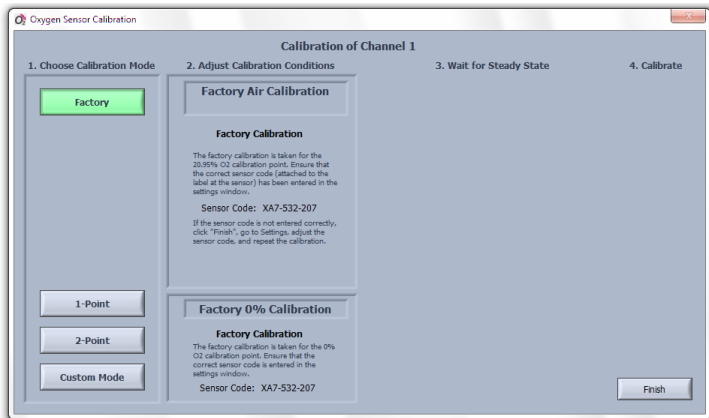 Oxygen Sensor Calibration
Calibration of Channel 1
1. Choose Calibration Mode
2. Adjust Calibration Conditions
3. Wait for Steady State
4. Calibrate
Factory
Factory Air Calibration
Factory Calibration
The factory calibration is taken for the
20.95% O2 calibration point. Ensure that
the correct sensor code (attached to the
label at the sensor) has been entered in the
settings window.
Sensor Code: XA7-532-207
If the sensor code is not entered correctly,
click "Finish", go to Settings, adjust the
sensor code, and repeat the calibration.
1-Point
2-Point
Custom Mode
Factory 0% Calibration
Factory Calibration
The factory calibration is taken for the 0%
O2 calibration point. Ensure that the
correct sensor code is entered in the
settings window.
Sensor Code: XA7-532-207
Finish